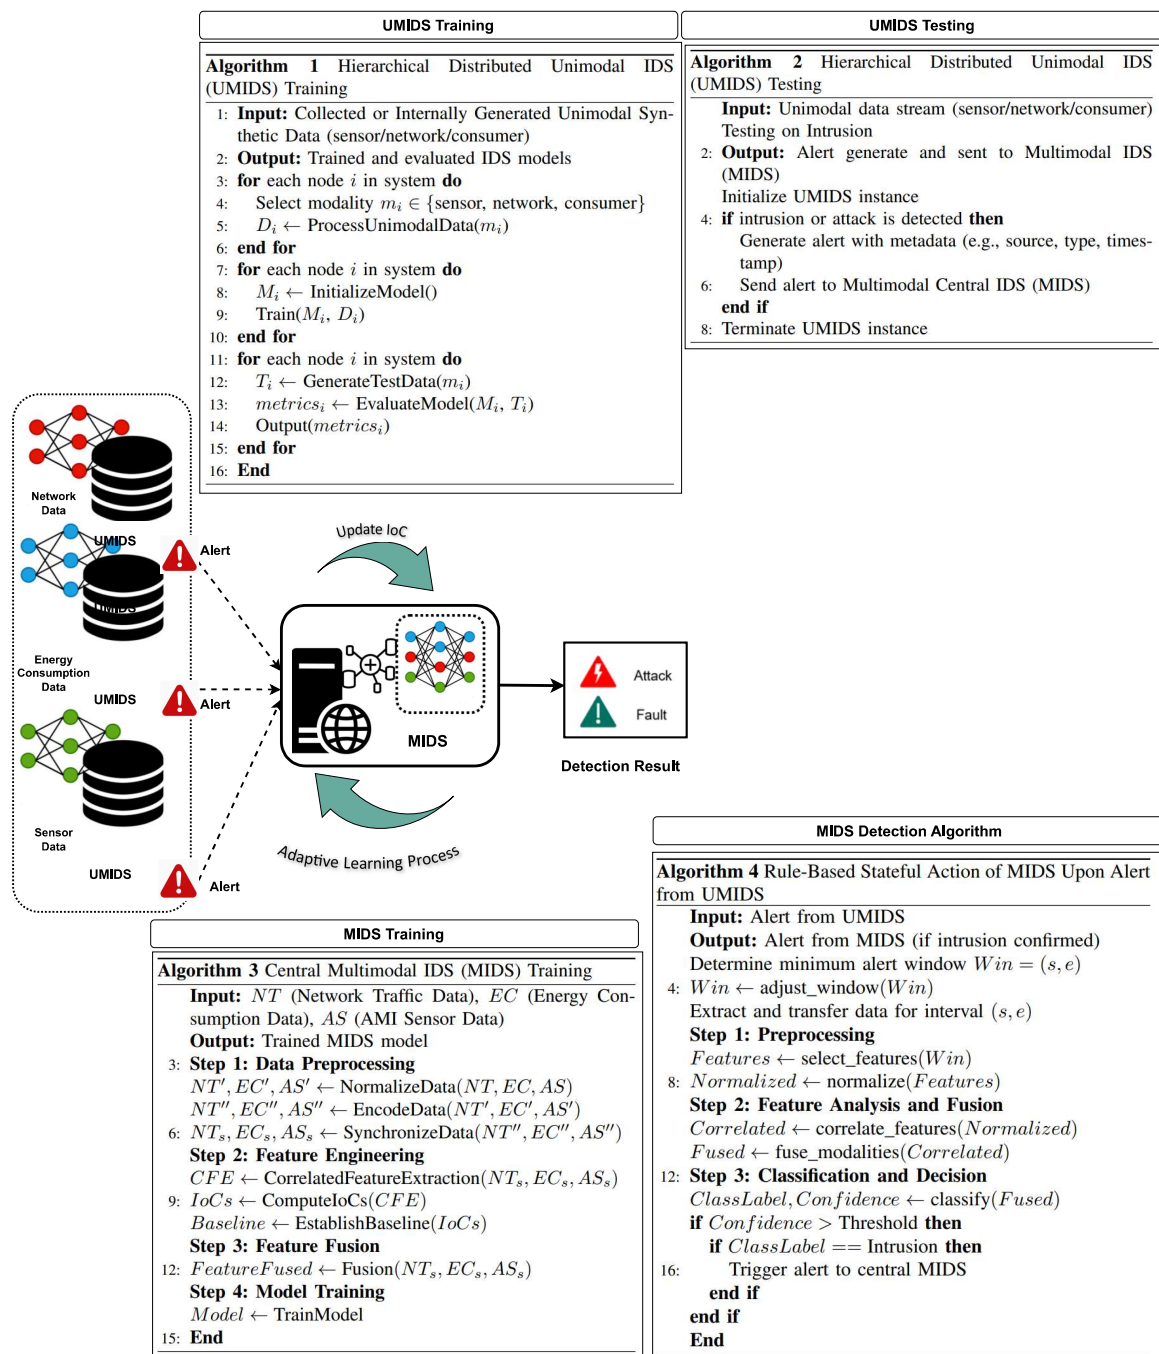 UMIDS Training
Algorithm 1 Hierarchical Distributed Unimodal IDS
(UMIDS) Training
1: Input: Collected or Internally Generated Unimodal Syn-
thetic Data (sensor/network/consumer)
2: Output: Trained and evaluated IDS models
3: for each node i in system do
4: Select modality m_i ∈ {sensor, network, consumer}
5: D_i ← ProcessUnimodalData(m_i)
6: end for
7: for each node i in system do
8: M_i ← InitializeModel()
9: Train(M_i, D_i)
10: end for
11: for each node i in system do
12: T_i ← GenerateTestData(m_i)
13: metrics_i ← EvaluateModel(M_i, T_i)
14: Output(metrics_i)
15: end for
16: End
UMIDS Testing
Algorithm 2 Hierarchical Distributed Unimodal IDS
(UMIDS) Testing
Input: Unimodal data stream (sensor/network/consumer)
Testing on Intrusion
2: Output: Alert generate and sent to Multimodal IDS
(MIDS)
Initialize UMIDS instance
4: if intrusion or attack is detected then
Generate alert with metadata (e.g., source, type, times-
tamp)
6: Send alert to Multimodal Central IDS (MIDS)
end if
8: Terminate UMIDS instance
Network
Data
UMIDS
Alert
UMIDS
Energy
Consumption
Data
UMIDS
Alert
Sensor
Data
UMIDS
Alert
Update IoC
MIDS
Adaptive Learning Process
Attack
Fault
Detection Result
MIDS Training
Algorithm 3 Central Multimodal IDS (MIDS) Training
Input: NT (Network Traffic Data), EC (Energy Con-
sumption Data), AS (AMI Sensor Data)
Output: Trained MIDS model
3: Step 1: Data Preprocessing
NT', EC', AS' ← NormalizeData(NT, EC, AS)
NT'', EC'', AS'' ← EncodeData(NT', EC', AS')
6: NT_s, EC_s, AS_s ← SynchronizeData(NT'', EC'', AS'')
Step 2: Feature Engineering
CFE ← CorrelatedFeatureExtraction(NT_s, EC_s, AS_s)
9: IoCs ← ComputeIoCs(CFE)
Baseline ← EstablishBaseline(IoCs)
Step 3: Feature Fusion
12: FeatureFused ← Fusion(NT_s, EC_s, AS_s)
Step 4: Model Training
Model ← TrainModel
15: End
MIDS Detection Algorithm
Algorithm 4 Rule-Based Stateful Action of MIDS Upon Alert
from UMIDS
Input: Alert from UMIDS
Output: Alert from MIDS (if intrusion confirmed)
Determine minimum alert window Win = (s, e)
4: Win ← adjust_window(Win)
Extract and transfer data for interval (s, e)
Step 1: Preprocessing
Features ← select_features(Win)
8: Normalized ← normalize(Features)
Step 2: Feature Analysis and Fusion
Correlated ← correlate_features(Normalized)
Fused ← fuse_modalities(Correlated)
12: Step 3: Classification and Decision
ClassLabel, Confidence ← classify(Fused)
if Confidence > Threshold then
if ClassLabel == Intrusion then
16: Trigger alert to central MIDS
end if
end if
End